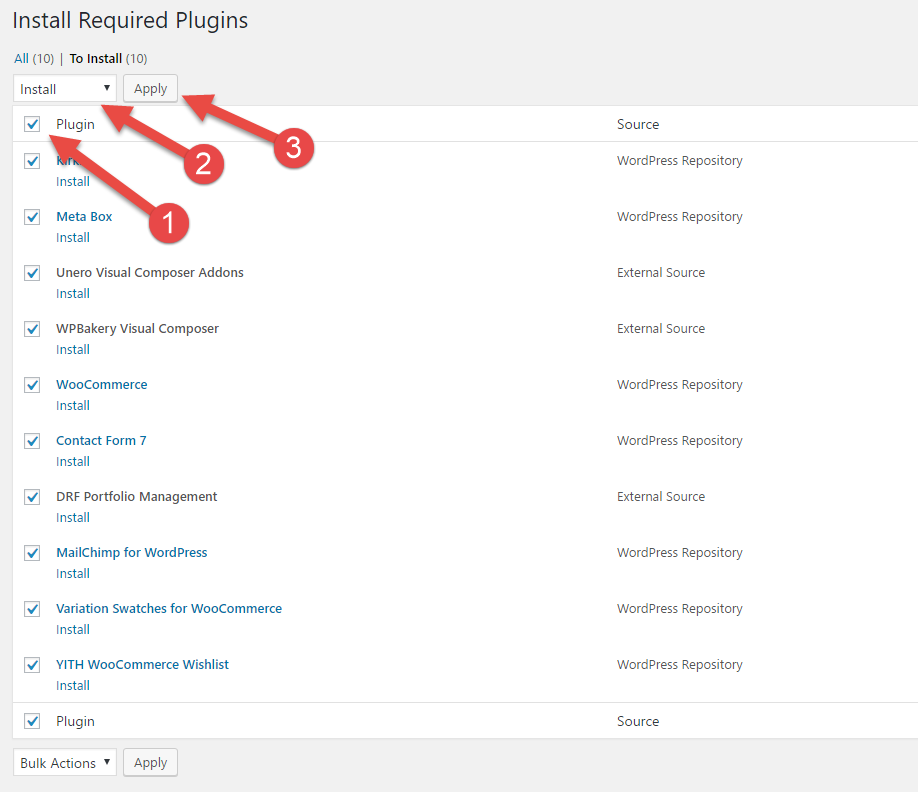 Install Required Plugins
All (10) | To Install (10)
Install Apply
Plugin Source
3
2
WordPress Repository
Install
1
Meta Box WordPress Repository
Install
Unero Visual Composer Addons External Source
Install
WPBakery Visual Composer External Source
Install
WooCommerce WordPress Repository
Install
Contact Form 7 WordPress Repository
Install
DRF Portfolio Management External Source
Install
MailChimp for WordPress WordPress Repository
Install
Variation Swatches for WooCommerce WordPress Repository
Install
YITH WooCommerce Wishlist WordPress Repository
Install
Plugin Source
Bulk Actions Apply